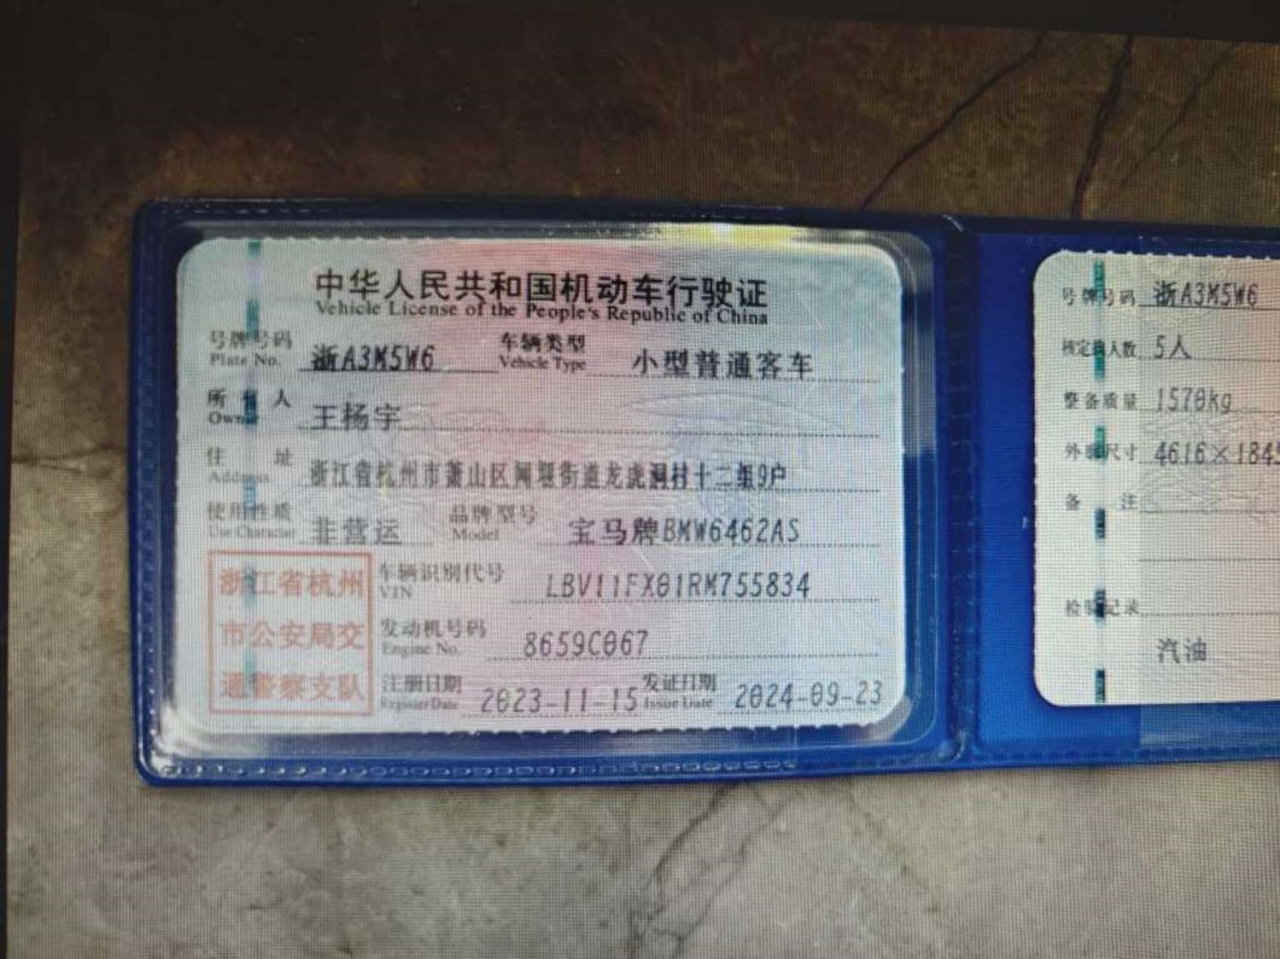 中华人民共和国机动车行驶证
Vehicle License of the People's Republic of China
号牌号码 浙A3M5W6 车辆类型 小型普通客车
Plate No. Vehicle Type
所有人 王杨宇
Owner
住址 浙江省杭州市萧山区闻堰街道龙虎洞村十二组9户
Address
使用性质 非营运 品牌型号 宝马牌BMW6462AS
Use Character Model
浙江省杭州
市公安局交
通警察支队
车辆识别代号 LBV11FX01RM755834
VIN
发动机号码 8659C067
Engine No.
注册日期 2023-11-15 发证日期 2024-09-23
Register Date Issue Date
号牌号码 浙A3M5W6
核定载人数 5人
整备质量 1570kg
外廓尺寸 4616×1845
备注
检验记录
汽油